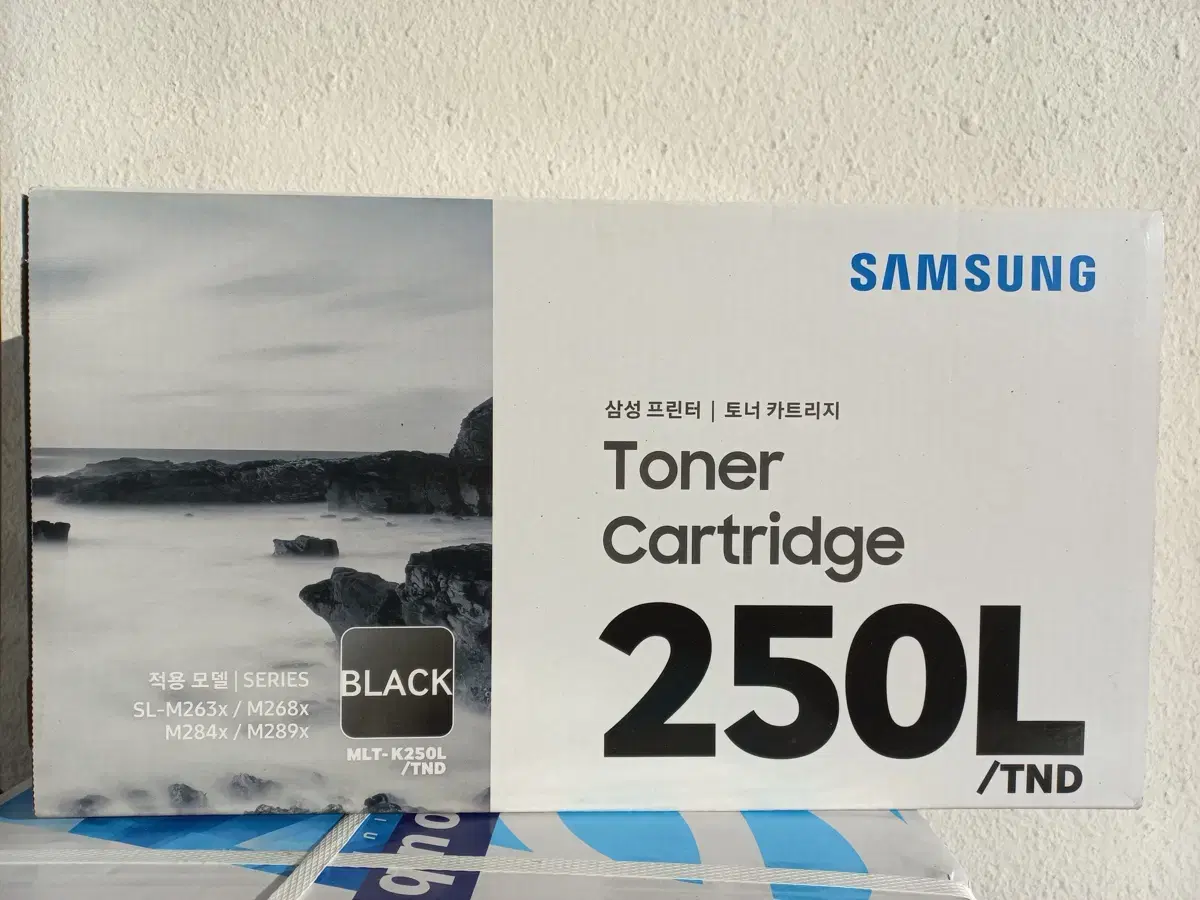 SAMSUNG
삼성 프린터 | 토너 카트리지
Toner
Cartridge
250L
/TND
적용 모델 | SERIES
SL-M263x / M268x
M284x / M289x
BLACK
MLT-K250L
/TND